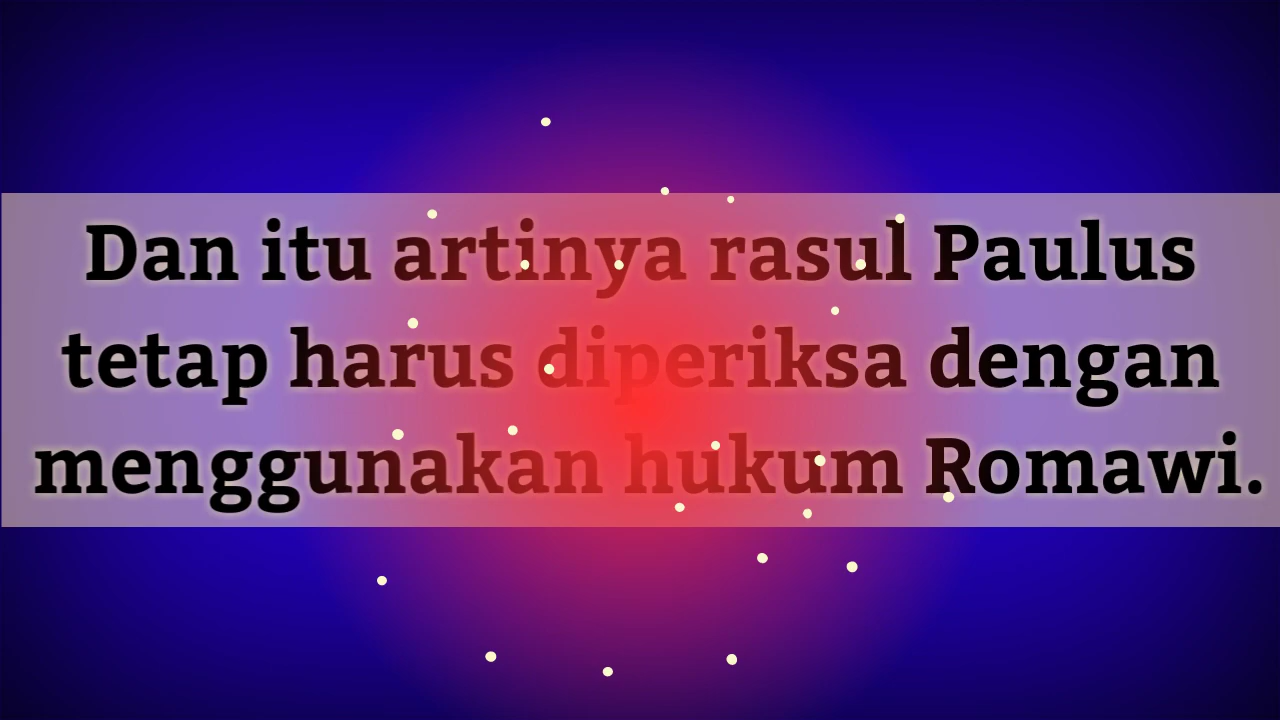 Dan itu artinya rasul Paulus
tetap harus diperiksa dengan
menggunakan hukum Romawi.